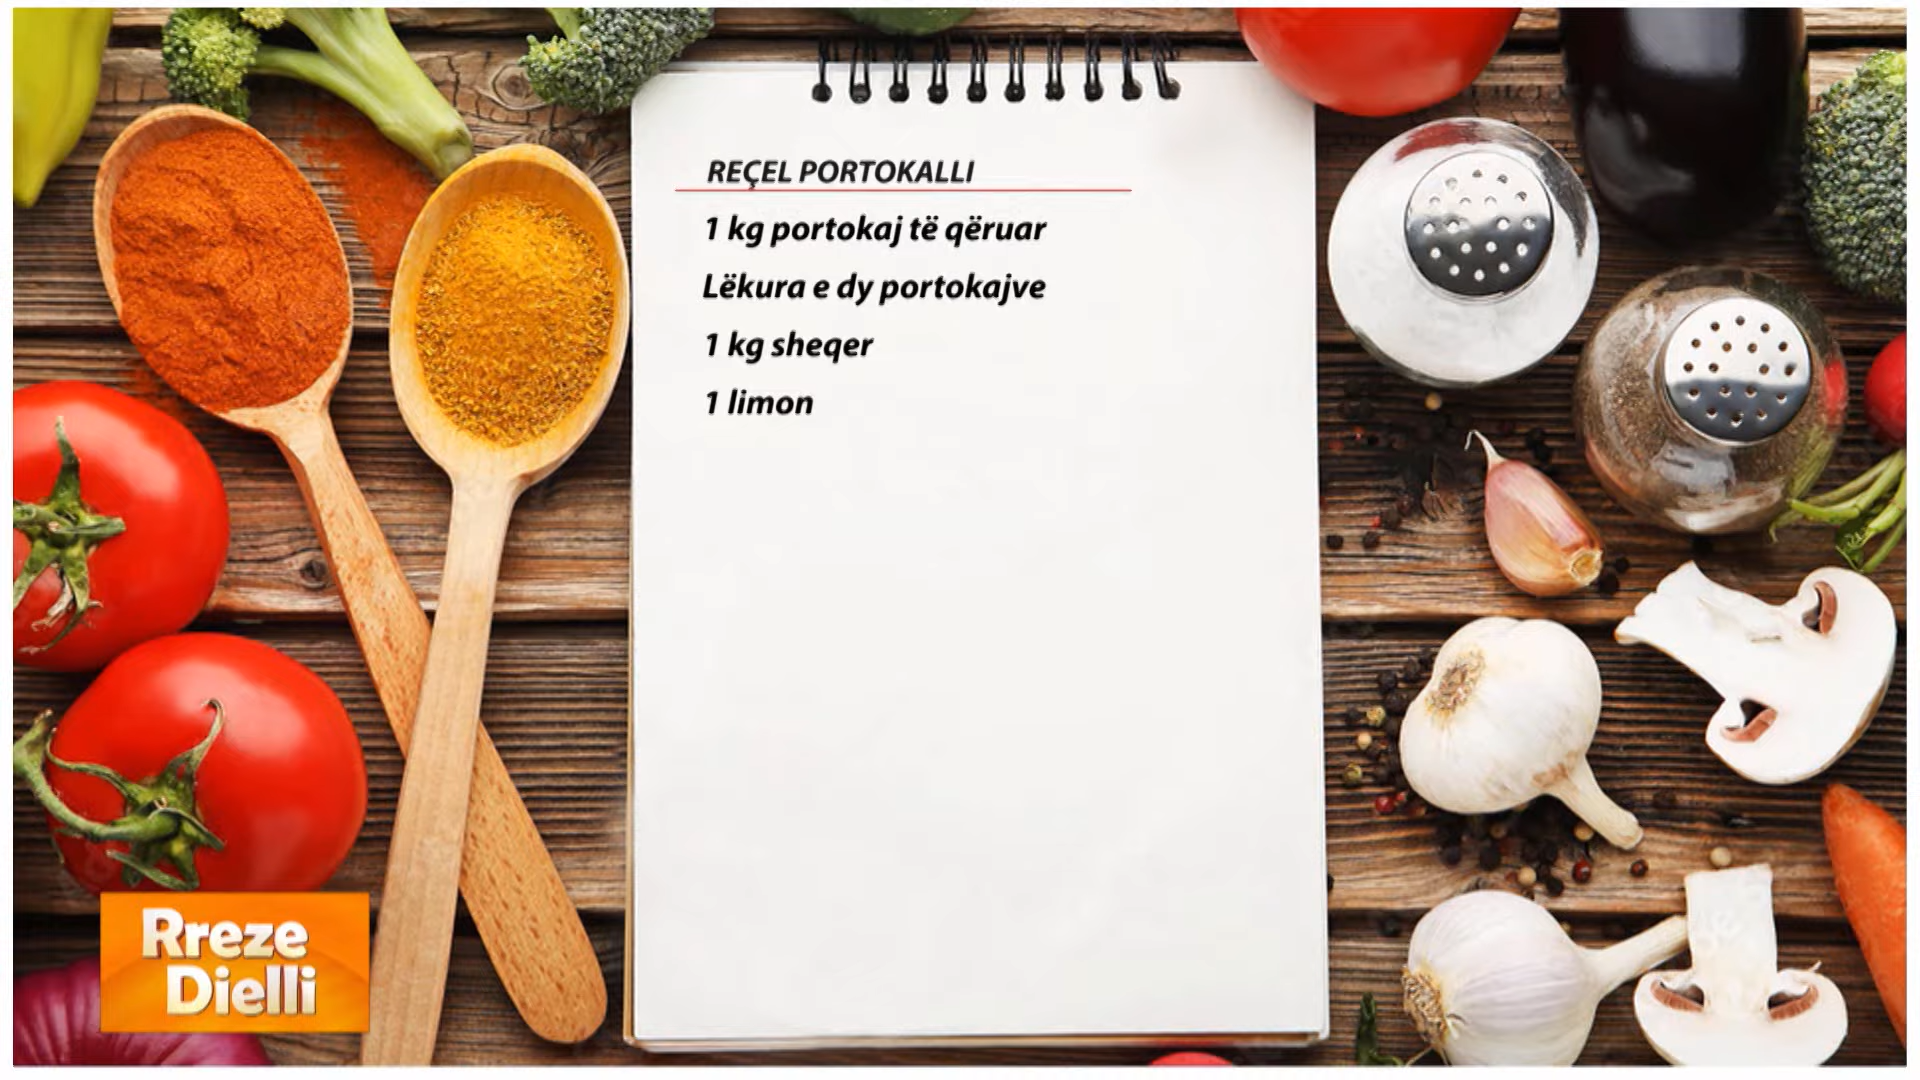 REÇEL PORTOKALLI
1 kg portokaj të qëruar
Lëkura e dy portokajve
1 kg sheqer
1 limon
Rreze
Dielli